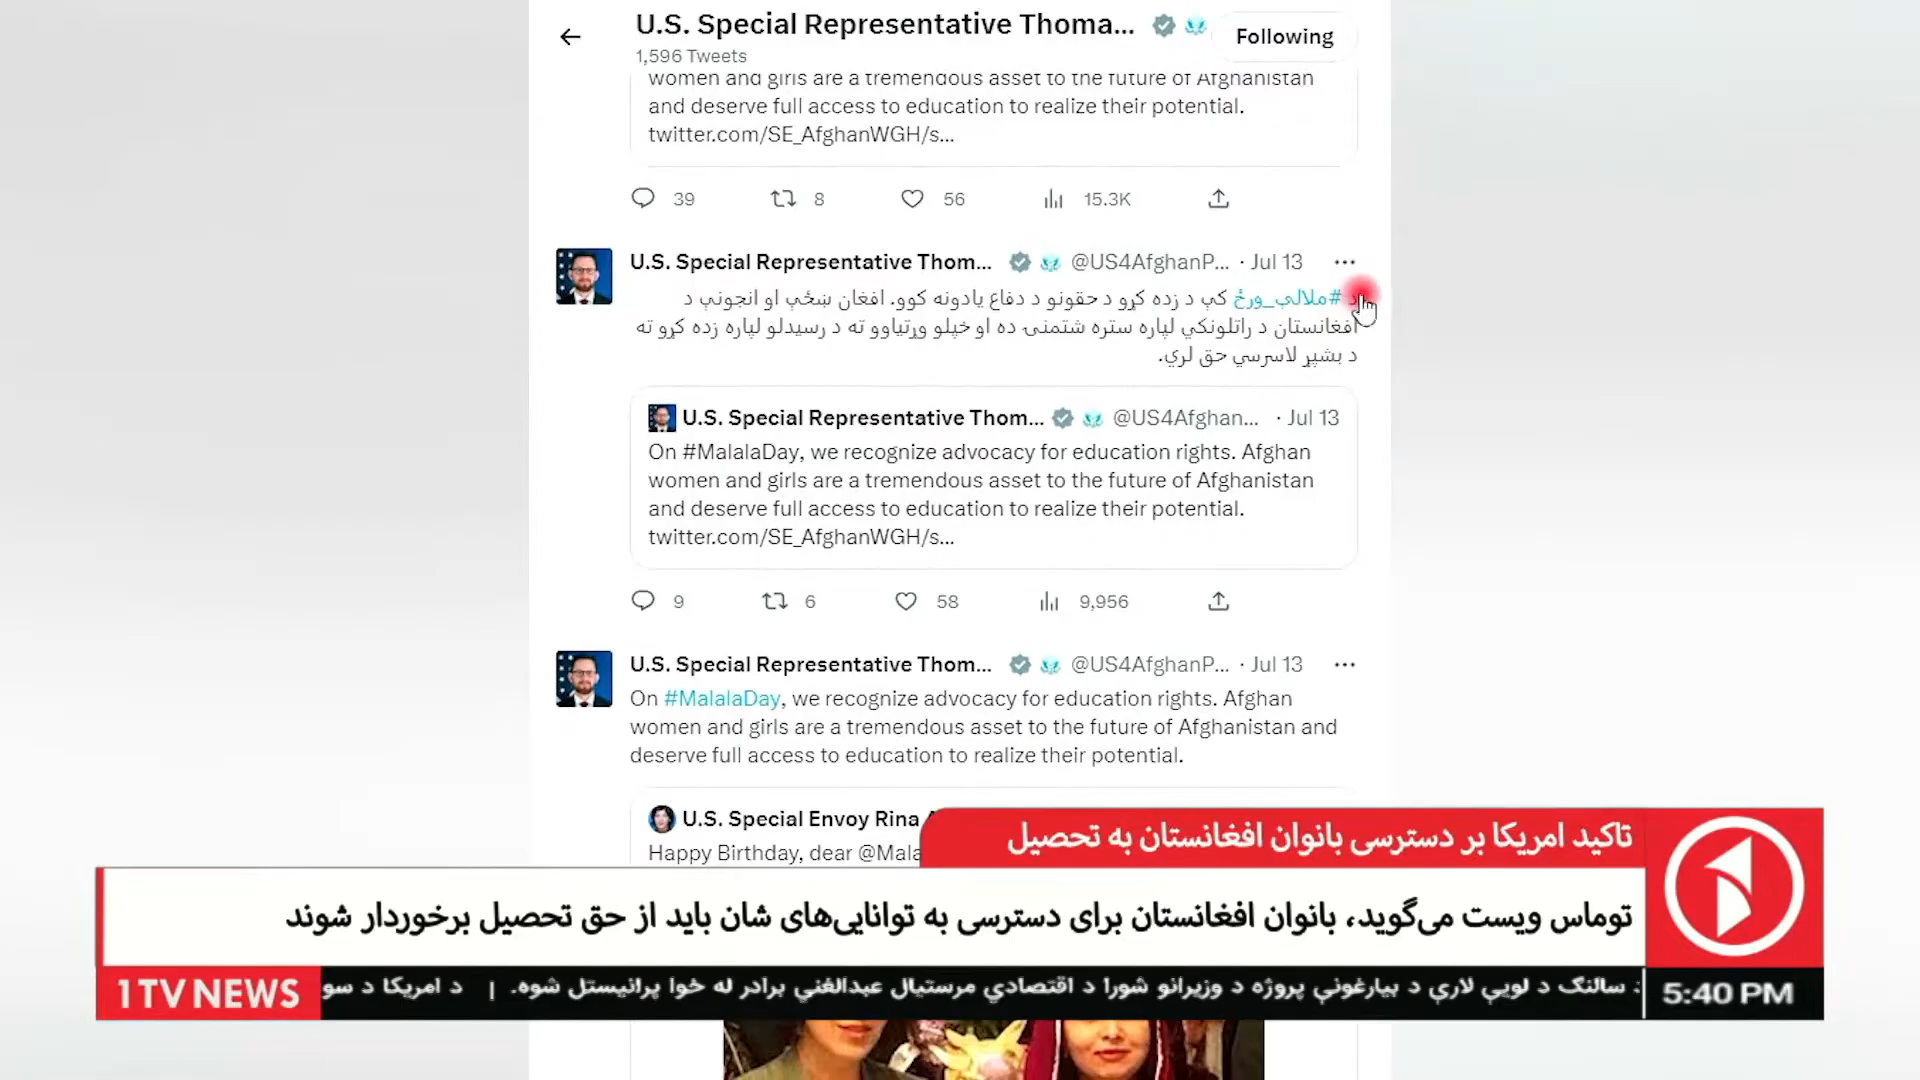 U.S. Special Representative Thoma...
Following
1,596 Tweets
women and girls are a tremendous asset to the future of Afghanistan
and deserve full access to education to realize their potential.
twitter.com/SE_AfghanWGH/s...
39 8 56 15.3K
U.S. Special Representative Thom... @US4AfghanP... · Jul 13
د #ملالې_ورځ کې د زده کړو د حقونو د دفاع یادونه کوو. افغان ښځې او انجونې د
افغانستان د راتلونکي لپاره ستره شتمنۍ ده او خپلو وړتیاوو ته د رسیدلو لپاره زده کړو ته
د بشپړ لاسرسي حق لري.
U.S. Special Representative Thom... @US4Afghan... · Jul 13
On #MalalaDay, we recognize advocacy for education rights. Afghan
women and girls are a tremendous asset to the future of Afghanistan
and deserve full access to education to realize their potential.
twitter.com/SE_AfghanWGH/s...
9 6 58 9,956
U.S. Special Representative Thom... @US4AfghanP... · Jul 13
On #MalalaDay, we recognize advocacy for education rights. Afghan
women and girls are a tremendous asset to the future of Afghanistan and
deserve full access to education to realize their potential.
U.S. Special Envoy Rina
Happy Birthday, dear @Mala
تاکید امریکا بر دسترسی بانوان افغانستان به تحصیل
توماس ویست می‌گوید، بانوان افغانستان برای دسترسی به توانایی‌های شان باید از حق تحصیل برخوردار شوند
1TV NEWS
سالنگ د لویې لارې د بیارغونې پروژه د وزیرانو شورا د اقتصادي مرستیال عبدالغني برادر له خوا پرانیستل شوه. | د امریکا د سو
5:40 PM